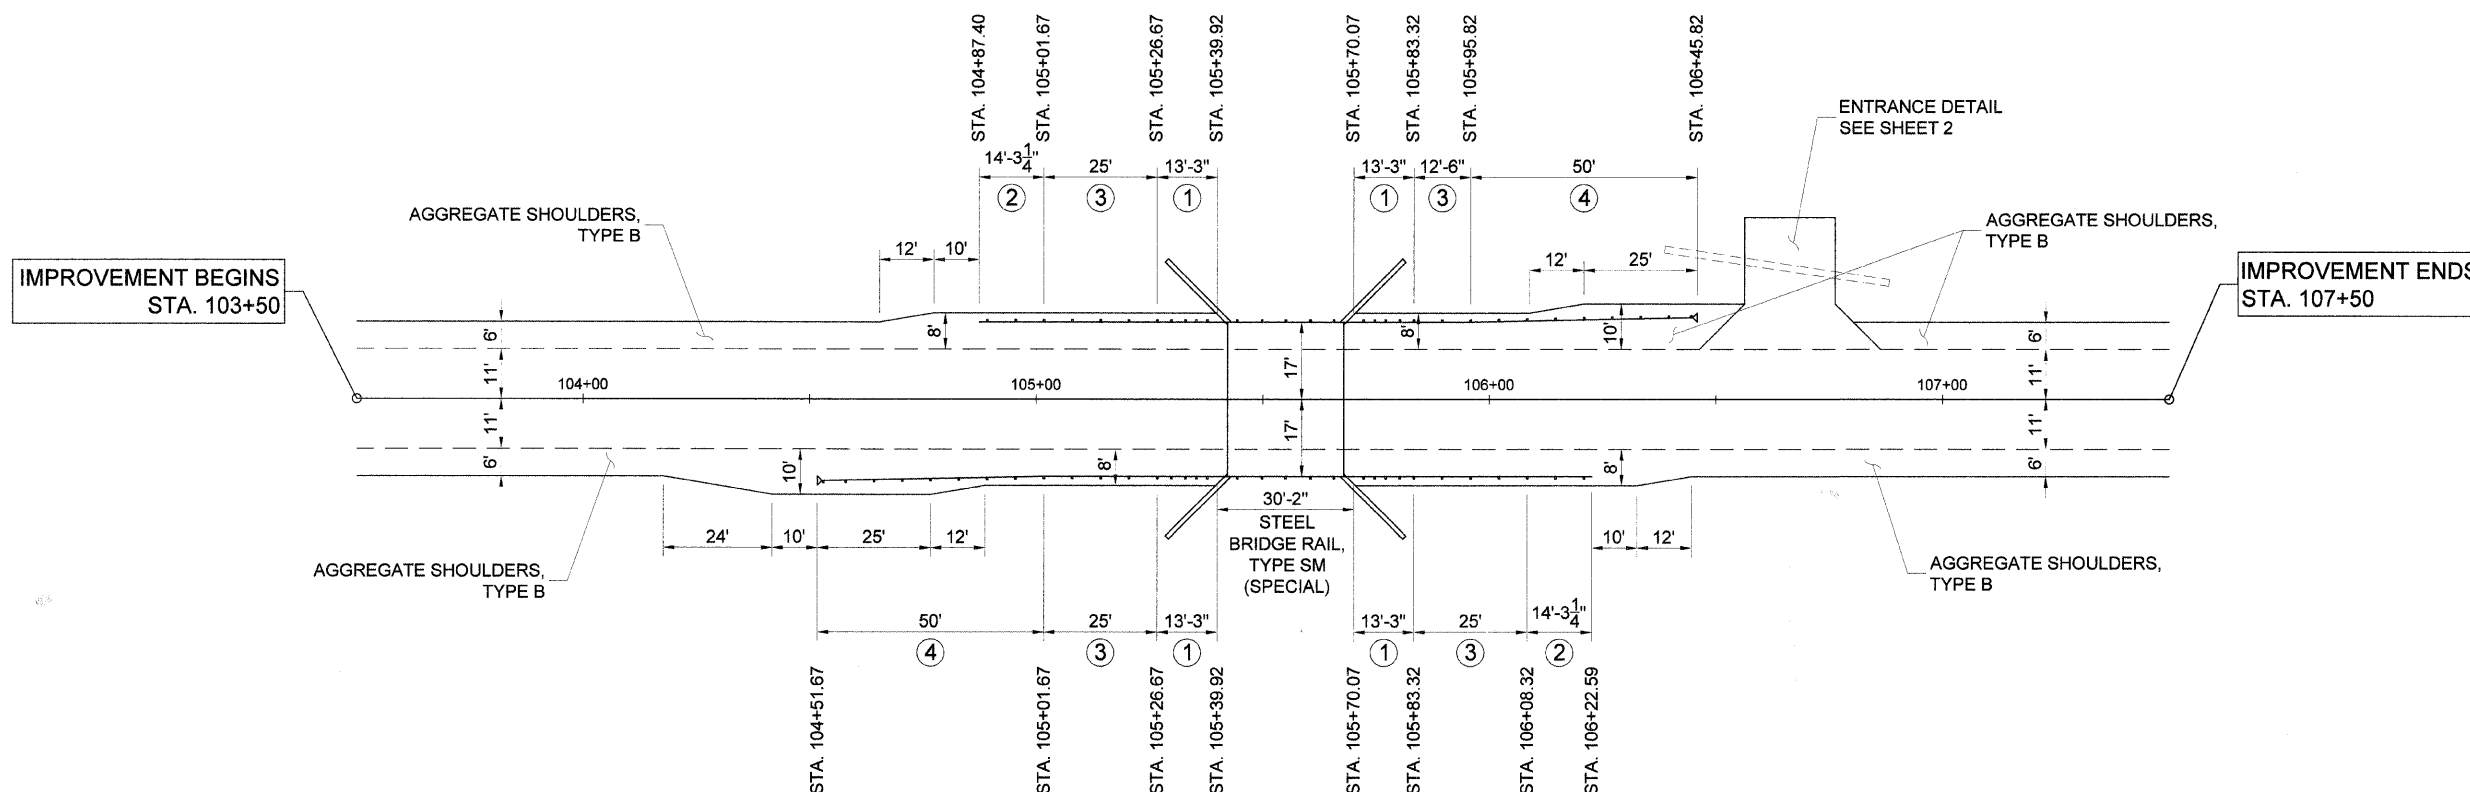 STA. 104+87.40
STA. 105+01.67
STA. 105+26.67
STA. 105+39.92
STA. 105+70.07
STA. 105+83.32
STA. 105+95.82
STA. 106+45.82
14'-3 1/4"
25'
13'-3"
13'-3"
12'-6"
50'
2
3
1
1
3
4
ENTRANCE DETAIL
SEE SHEET 2
AGGREGATE SHOULDERS,
TYPE B
AGGREGATE SHOULDERS,
TYPE B
12'
10'
12'
25'
IMPROVEMENT BEGINS
STA. 103+50
IMPROVEMENT ENDS
STA. 107+50
6'
8'
8'
10'
6'
11'
17'
11'
104+00
105+00
106+00
107+00
11'
17'
11'
6'
10'
8'
8'
6'
24'
10'
25'
12'
30'-2"
STEEL
BRIDGE RAIL,
TYPE SM
(SPECIAL)
10'
12'
AGGREGATE SHOULDERS,
TYPE B
AGGREGATE SHOULDERS,
TYPE B
50'
25'
13'-3"
13'-3"
25'
14'-3 1/4"
4
3
1
1
3
2
STA. 104+51.67
STA. 105+01.67
STA. 105+26.67
STA. 105+39.92
STA. 105+70.07
STA. 105+83.32
STA. 106+08.32
STA. 106+22.59